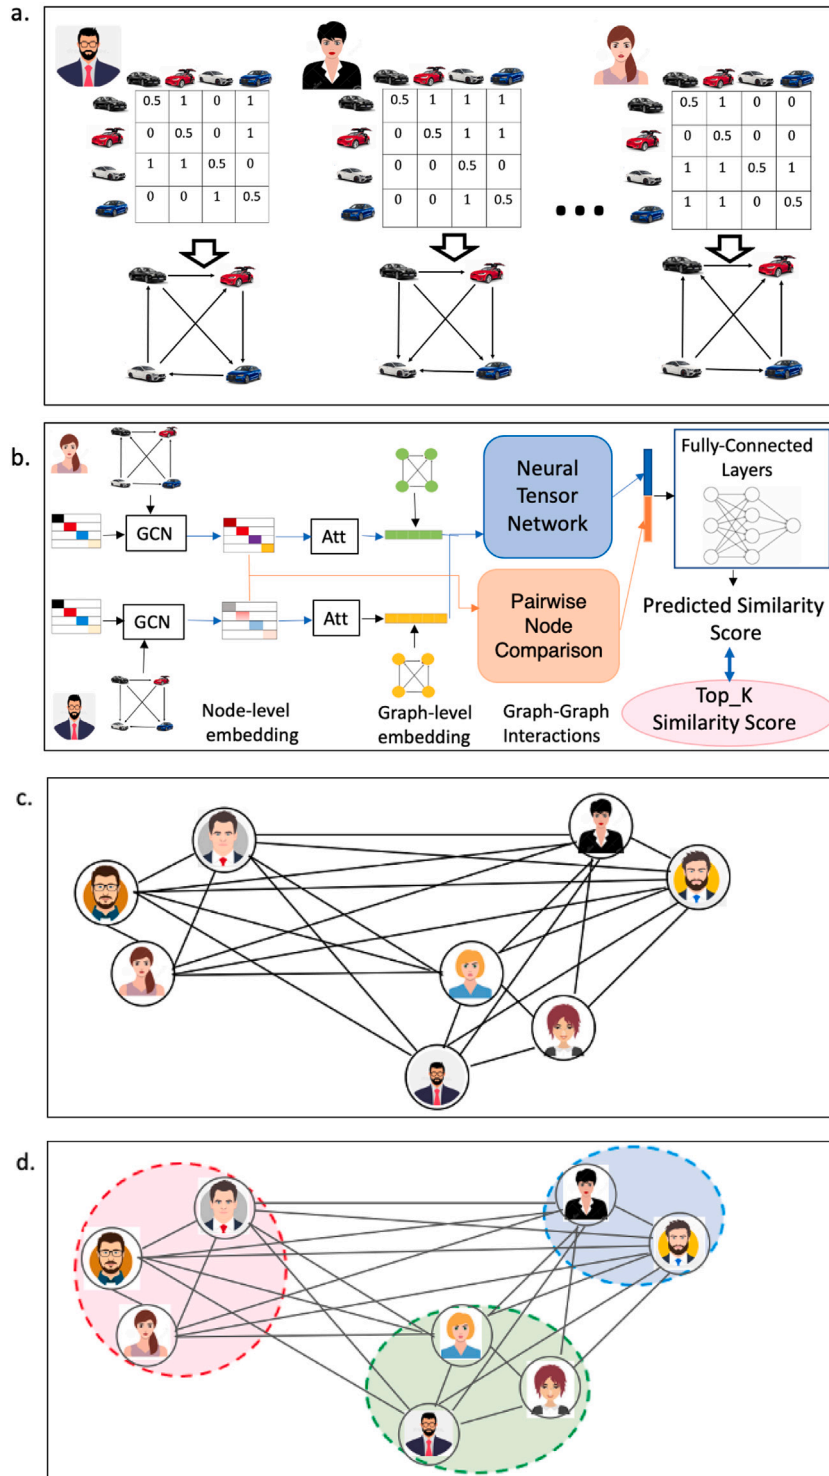 a.
0.5 1 0 1
0 0.5 0 1
1 1 0.5 0
0 0 1 0.5
0.5 1 1 1
0 0.5 1 1
0 0 0.5 0
0 0 1 0.5
0.5 1 0 0
0 0.5 0 0
1 1 0.5 1
1 1 0 0.5
b.
GCN
Att
Neural
Tensor
Network
Fully-Connected
Layers
GCN
Att
Pairwise
Node
Comparison
Predicted Similarity
Score
Node-level
embedding
Graph-level
embedding
Graph-Graph
Interactions
Top_K
Similarity Score
c.
d.